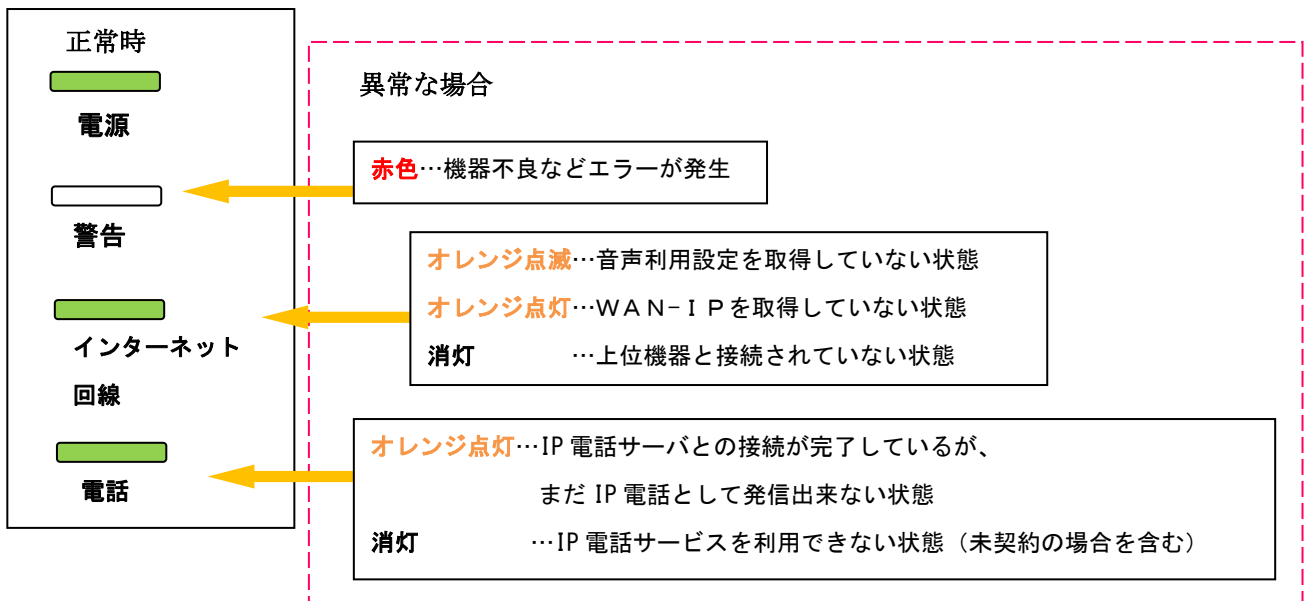 正常時
電源
警告
インターネット
回線
電話
異常な場合
赤色…機器不良などエラーが発生
オレンジ点滅…音声利用設定を取得していない状態
オレンジ点灯…ＷＡＮ-ＩＰを取得していない状態
消灯　　　　…上位機器と接続されていない状態
オレンジ点灯…IP 電話サーバとの接続が完了しているが、
まだ IP 電話として発信出来ない状態
消灯　　　　…IP 電話サービスを利用できない状態（未契約の場合を含む）